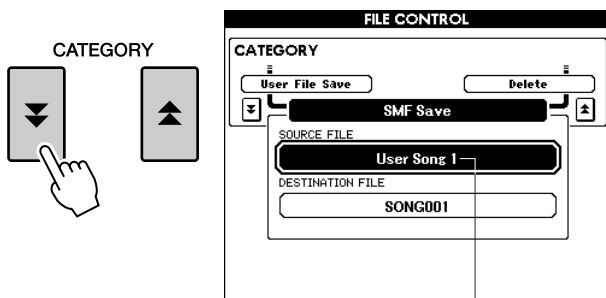 CATEGORY
FILE CONTROL
CATEGORY
User File Save
Delete
SMF Save
SOURCE FILE
User Song 1
DESTINATION FILE
SONG001